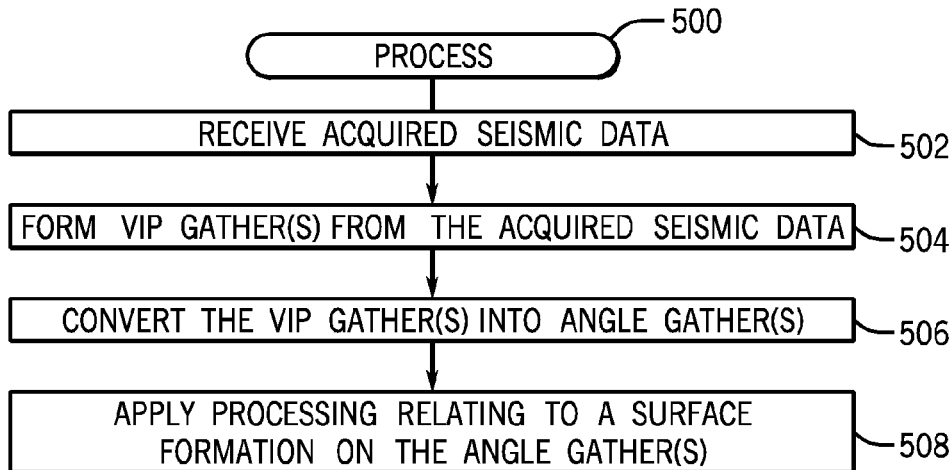 500
PROCESS
RECEIVE ACQUIRED SEISMIC DATA
502
FORM VIP GATHER(S) FROM THE ACQUIRED SEISMIC DATA
504
CONVERT THE VIP GATHER(S) INTO ANGLE GATHER(S)
506
APPLY PROCESSING RELATING TO A SURFACE
FORMATION ON THE ANGLE GATHER(S)
508